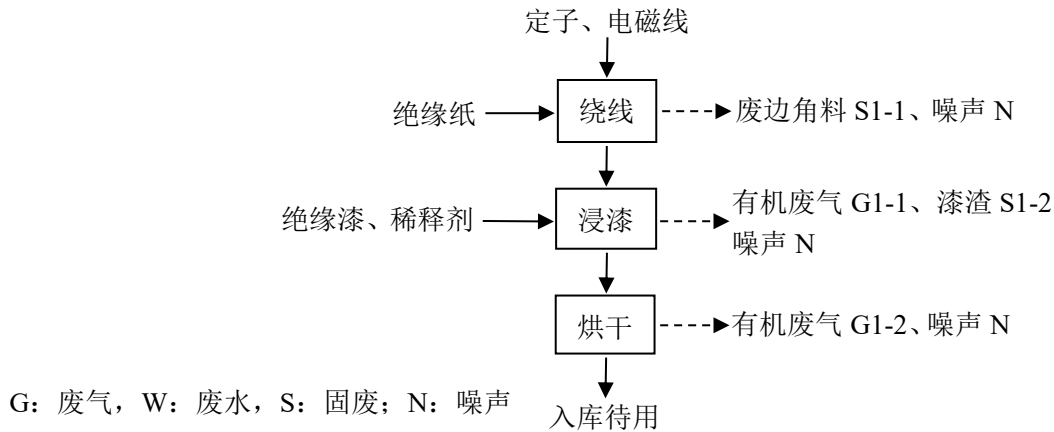 定子、电磁线
绝缘纸
绕线
废边角料 S1-1、噪声 N
绝缘漆、稀释剂
浸漆
有机废气 G1-1、漆渣 S1-2
噪声 N
烘干
有机废气 G1-2、噪声 N
G：废气，W：废水，S：固废；N：噪声
入库待用